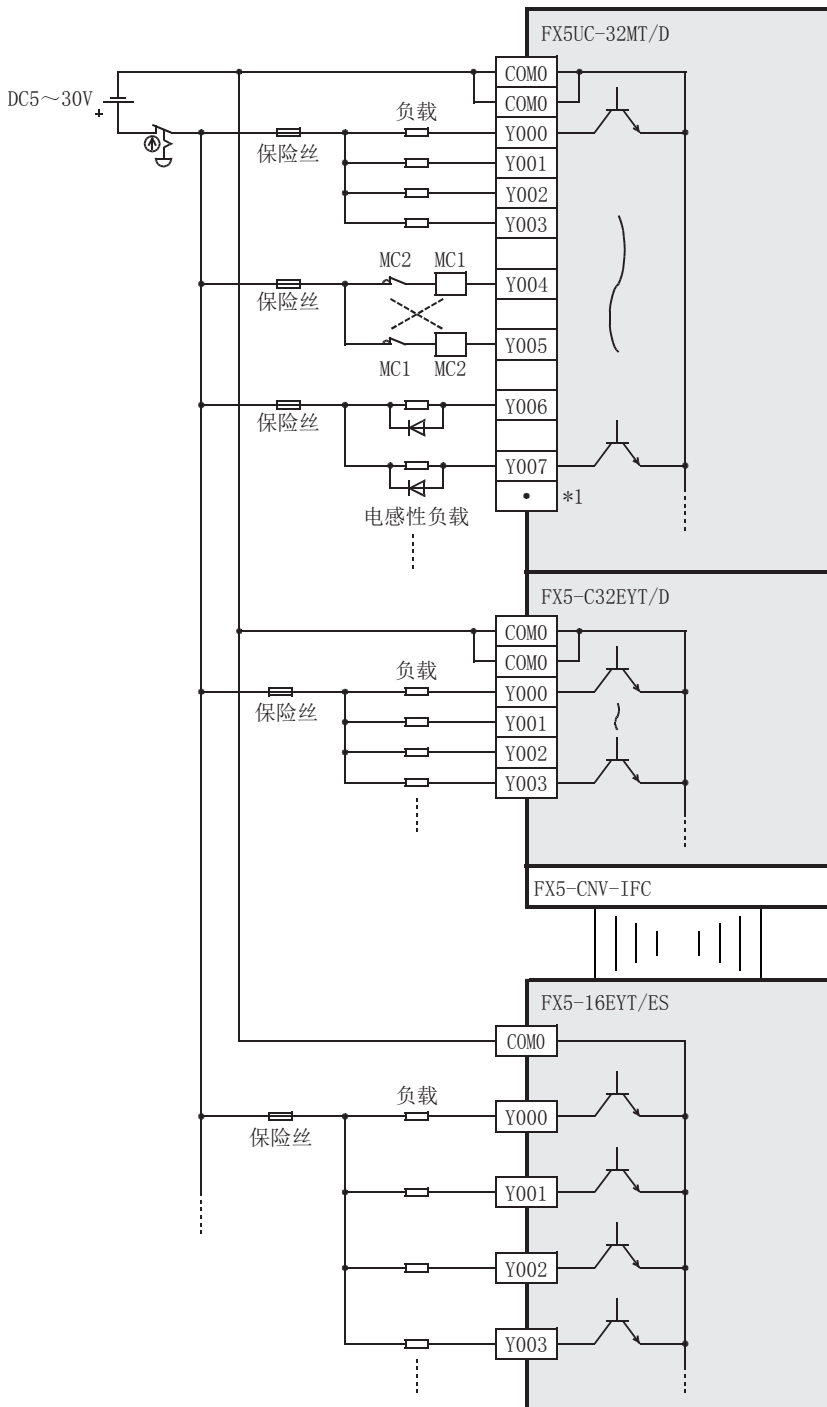 FX5UC-32MT/D
COM0
DC5～30V
+
COM0
负载
Y000
保险丝
Y001
Y002
Y003
MC2 MC1
Y004
保险丝
Y005
MC1 MC2
Y006
保险丝
Y007
*1
电感性负载
FX5-C32EYT/D
COM0
COM0
负载
Y000
保险丝
Y001
Y002
Y003
FX5-CNV-IFC
FX5-16EYT/ES
COM0
负载
Y000
保险丝
Y001
Y002
Y003